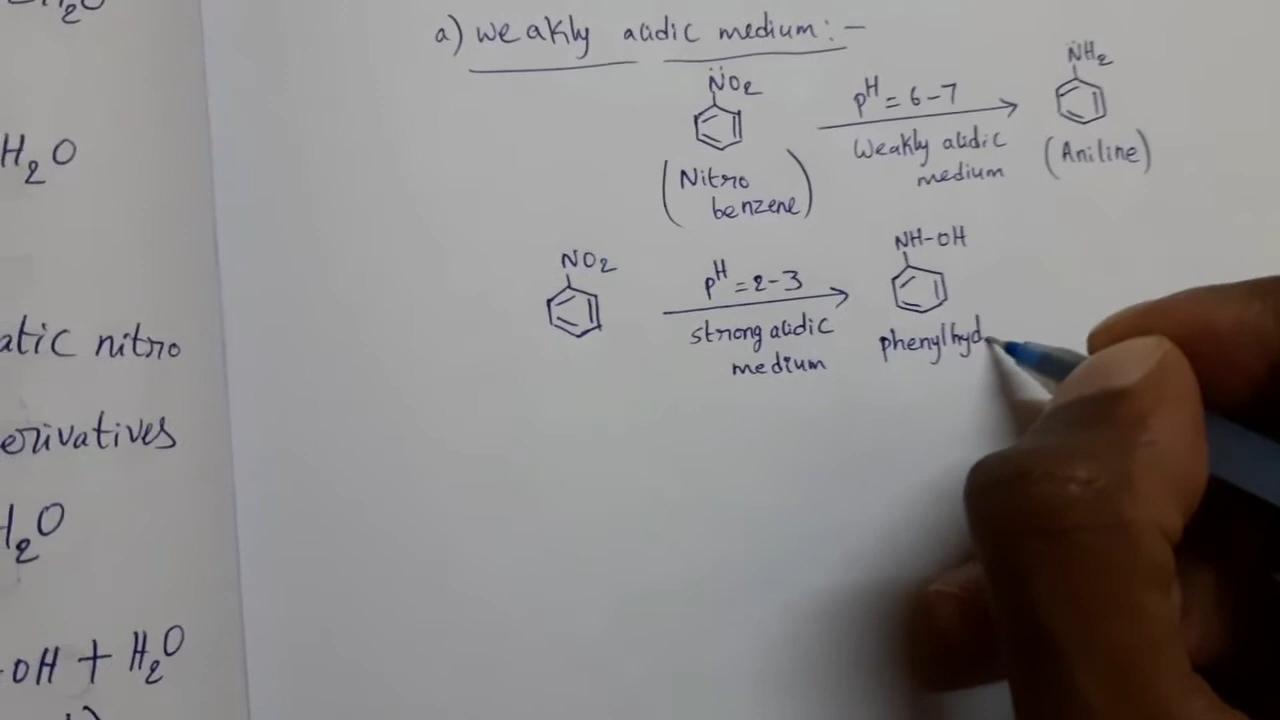 H₂O
atic nitro
erivatives
H₂O
-OH + H₂O
a) weakly acidic medium:-
NO₂
pH = 6-7
NH₂
Weakly acidic
medium
(Nitro
benzene)
(Aniline)
NO₂
pH = 2-3
NH-OH
strong acidic
medium
phenylhyd